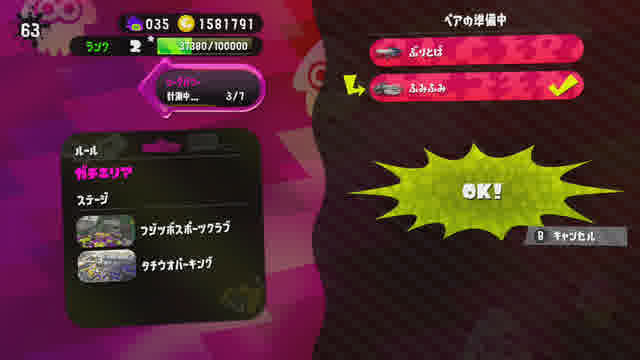 63
035 1581791
ランク 2 37380/100000
計測中... 3/7
ルール
ガチエリア
ステージ
フジツボスポーツクラブ
タチウオパーキング
ペアの準備中
ぷりとぱ
ふみふみ
OK!
B キャンセル